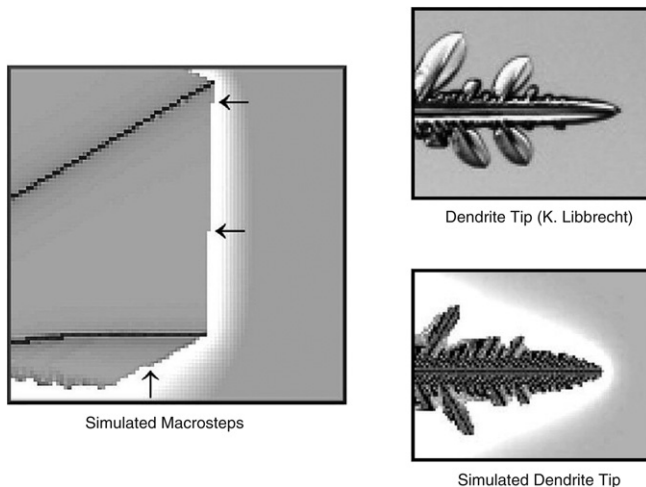 Simulated Macrosteps
Dendrite Tip (K. Libbrecht)
Simulated Dendrite Tip